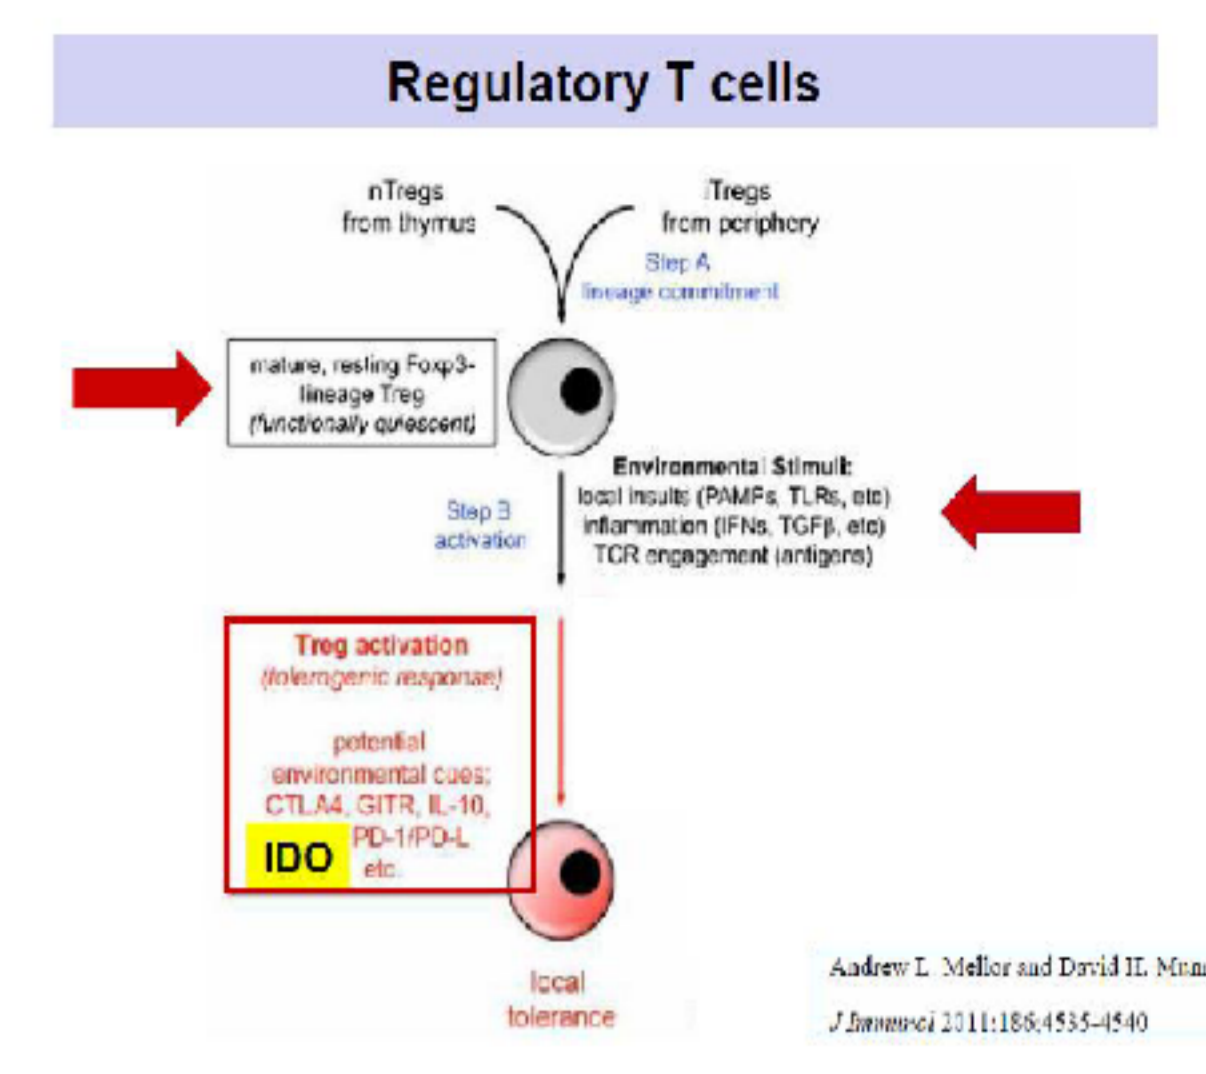 Regulatory T cells
nTregs
from thymus
iTregs
from periphery
Step A
lineage commitment
mature, resting Foxp3-
lineage Treg
(functionally quiescent)
Environmental Stimuli:
local insults (PAMPs, TLRs, etc)
inflammation (IFNs, TGFβ, etc)
TCR engagement (antigens)
Step B
activation
Treg activation
(tolerogenic response)
potential
environmental cues:
CTLA4, GITR, IL-10,
IDO PD-1/PD-L
etc.
local
tolerance
Andrew L. Mellor and David H. Mun
J Immunol 2011;186:4535-4540